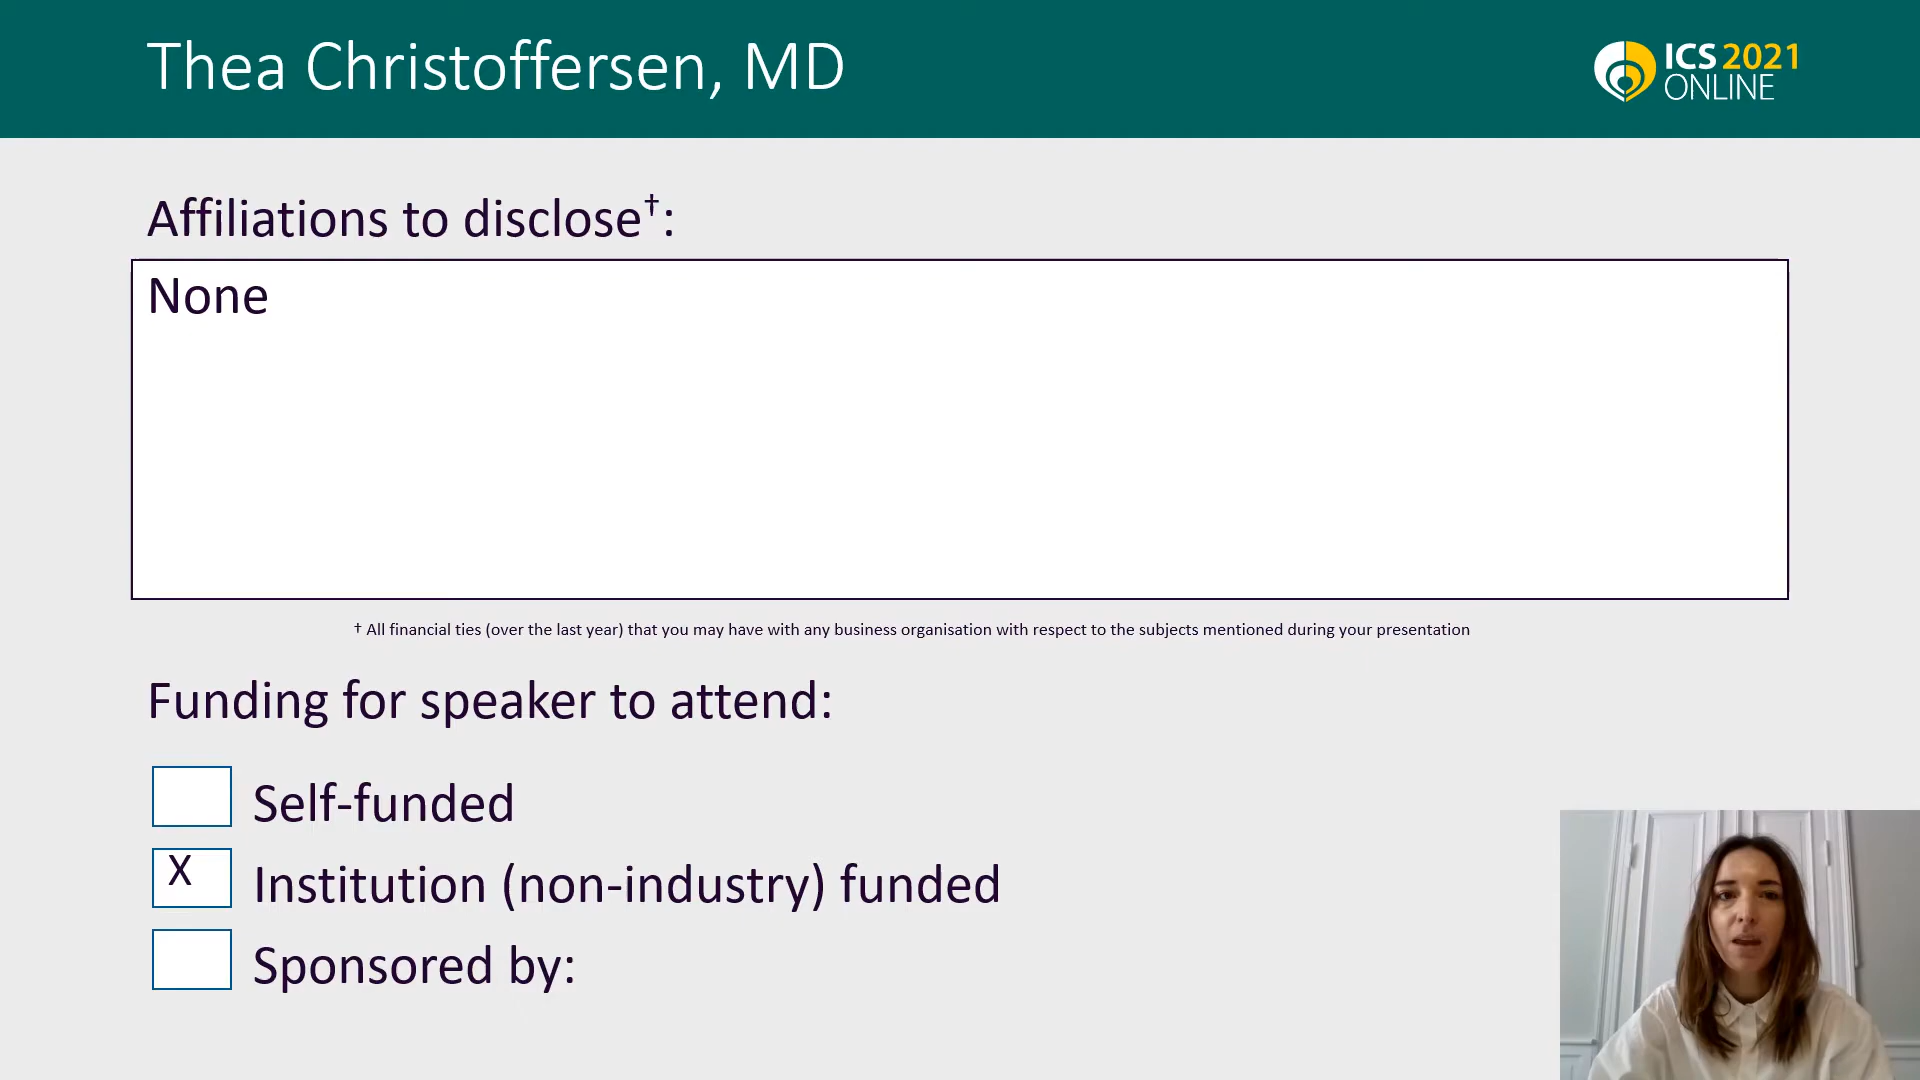 Thea Christoffersen, MD
ICS 2021
ONLINE
Affiliations to disclose†:
None
† All financial ties (over the last year) that you may have with any business organisation with respect to the subjects mentioned during your presentation
Funding for speaker to attend:
Self-funded
X Institution (non-industry) funded
Sponsored by: